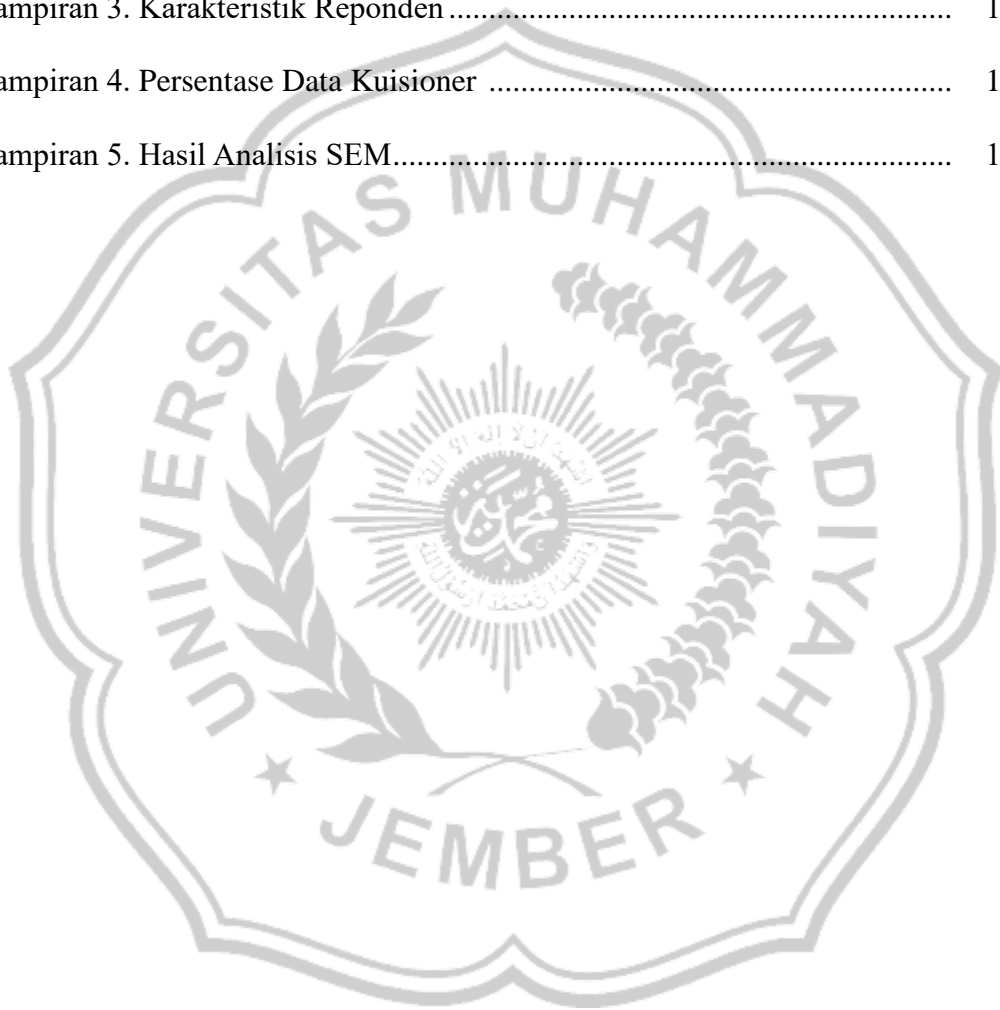 ampiran 3. Karakteristik Reponden ..................................................... 1
ampiran 4. Persentase Data Kuisioner ................................................. 1
ampiran 5. Hasil Analisis SEM........................................................... 1
UNIVERSITAS MUHAMMADIYAH
JEMBER